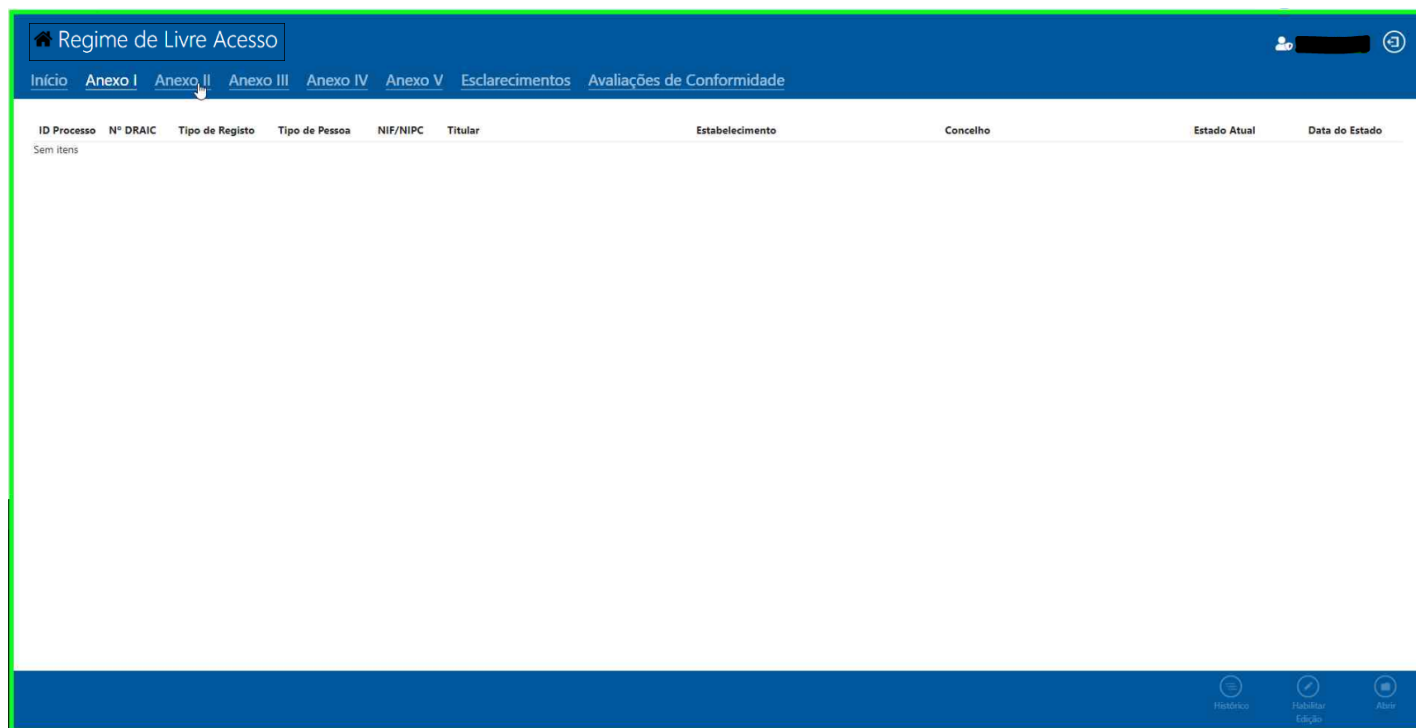 Regime de Livre Acesso
Início Anexo I Anexo II Anexo III Anexo IV Anexo V Esclarecimentos Avaliações de Conformidade
ID Processo Nº DRAIC Tipo de Registo Tipo de Pessoa NIF/NIPC Titular Estabelecimento Concelho Estado Atual Data do Estado
Sem itens
Histórico Habilitar Abrir
Edição